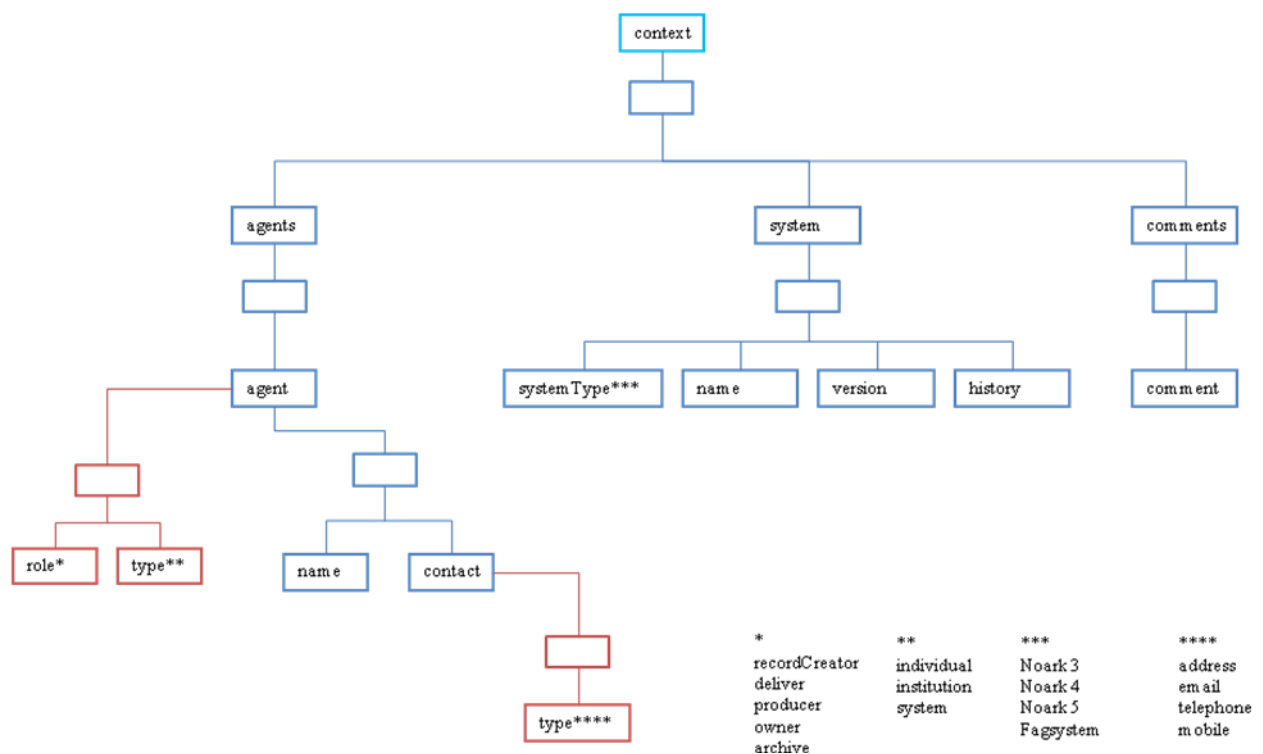 context
agents
system
comments
agent
systemType***
name
version
history
comment
role*
type**
name
contact
type****
*
recordCreator
deliver
producer
owner
archive
**
individual
institution
system
***
Noark 3
Noark 4
Noark 5
Fagsystem
****
address
email
telephone
mobile